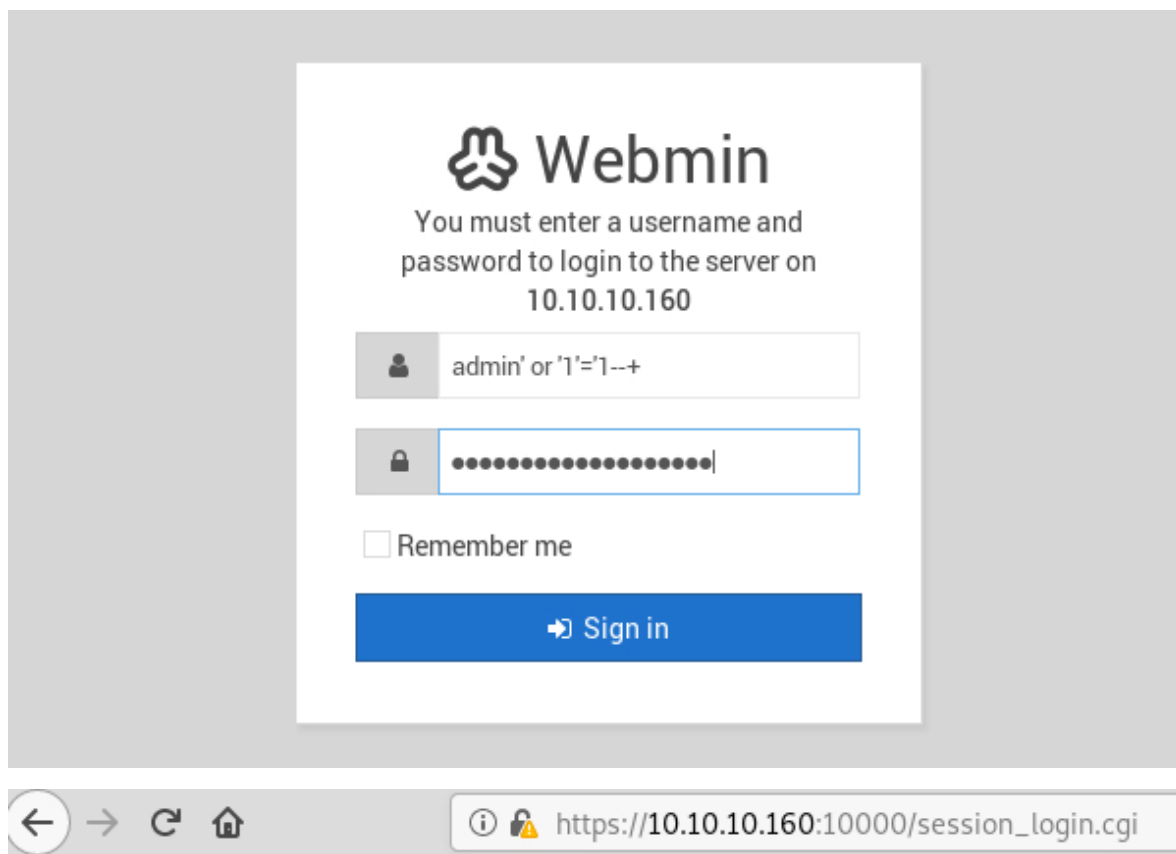 Webmin
You must enter a username and
password to login to the server on
10.10.10.160
admin' or '1'='1--+
Remember me
Sign in
https://10.10.10.160:10000/session_login.cgi